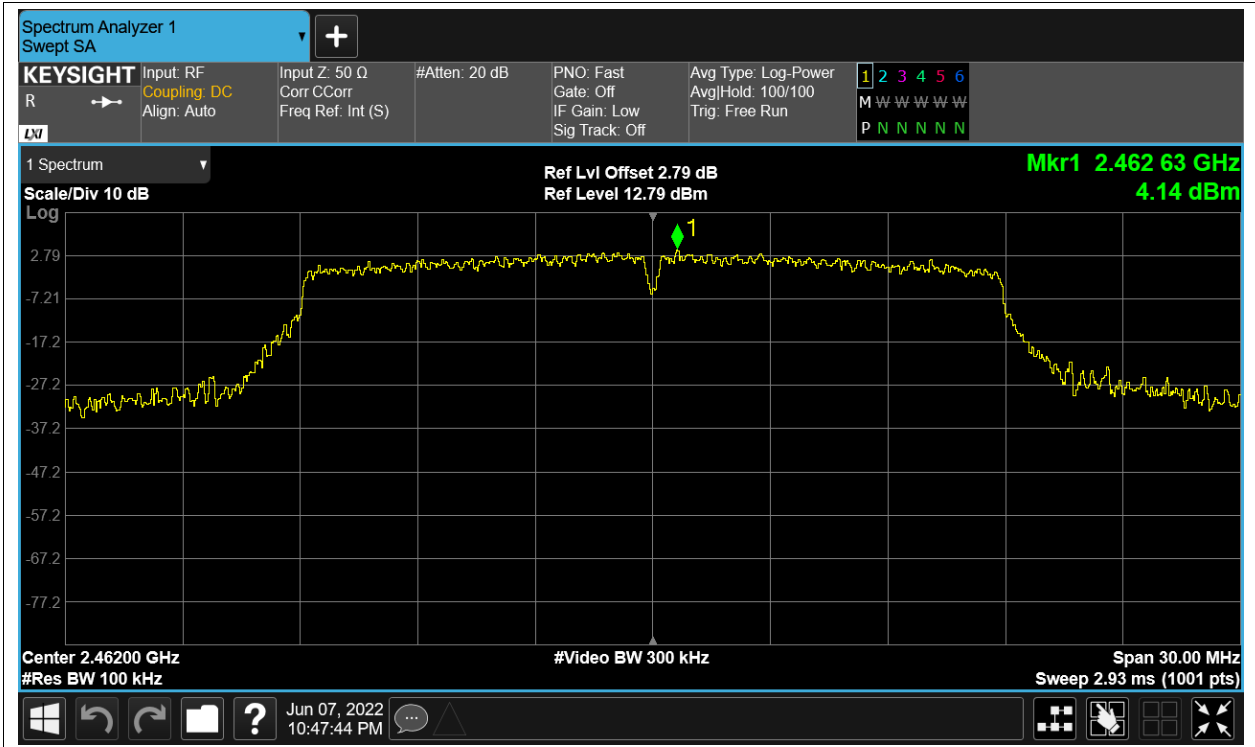 Spectrum Analyzer 1
Swept SA
KEYSIGHT
R
LXI
Input: RF
Coupling: DC
Align: Auto
Input Z: 50 Ω
Corr CCorr
Freq Ref: Int (S)
#Atten: 20 dB
PNO: Fast
Gate: Off
IF Gain: Low
Sig Track: Off
Avg Type: Log-Power
Avg|Hold: 100/100
Trig: Free Run
1 2 3 4 5 6
M W W W W W W
P N N N N N
1 Spectrum
Scale/Div 10 dB
Log
Ref Lvl Offset 2.79 dB
Ref Level 12.79 dBm
Mkr1 2.462 63 GHz
4.14 dBm
1
2.79
-7.21
-17.2
-27.2
-37.2
-47.2
-57.2
-67.2
-77.2
Center 2.46200 GHz
#Res BW 100 kHz
#Video BW 300 kHz
Span 30.00 MHz
Sweep 2.93 ms (1001 pts)
?
Jun 07, 2022
10:47:44 PM